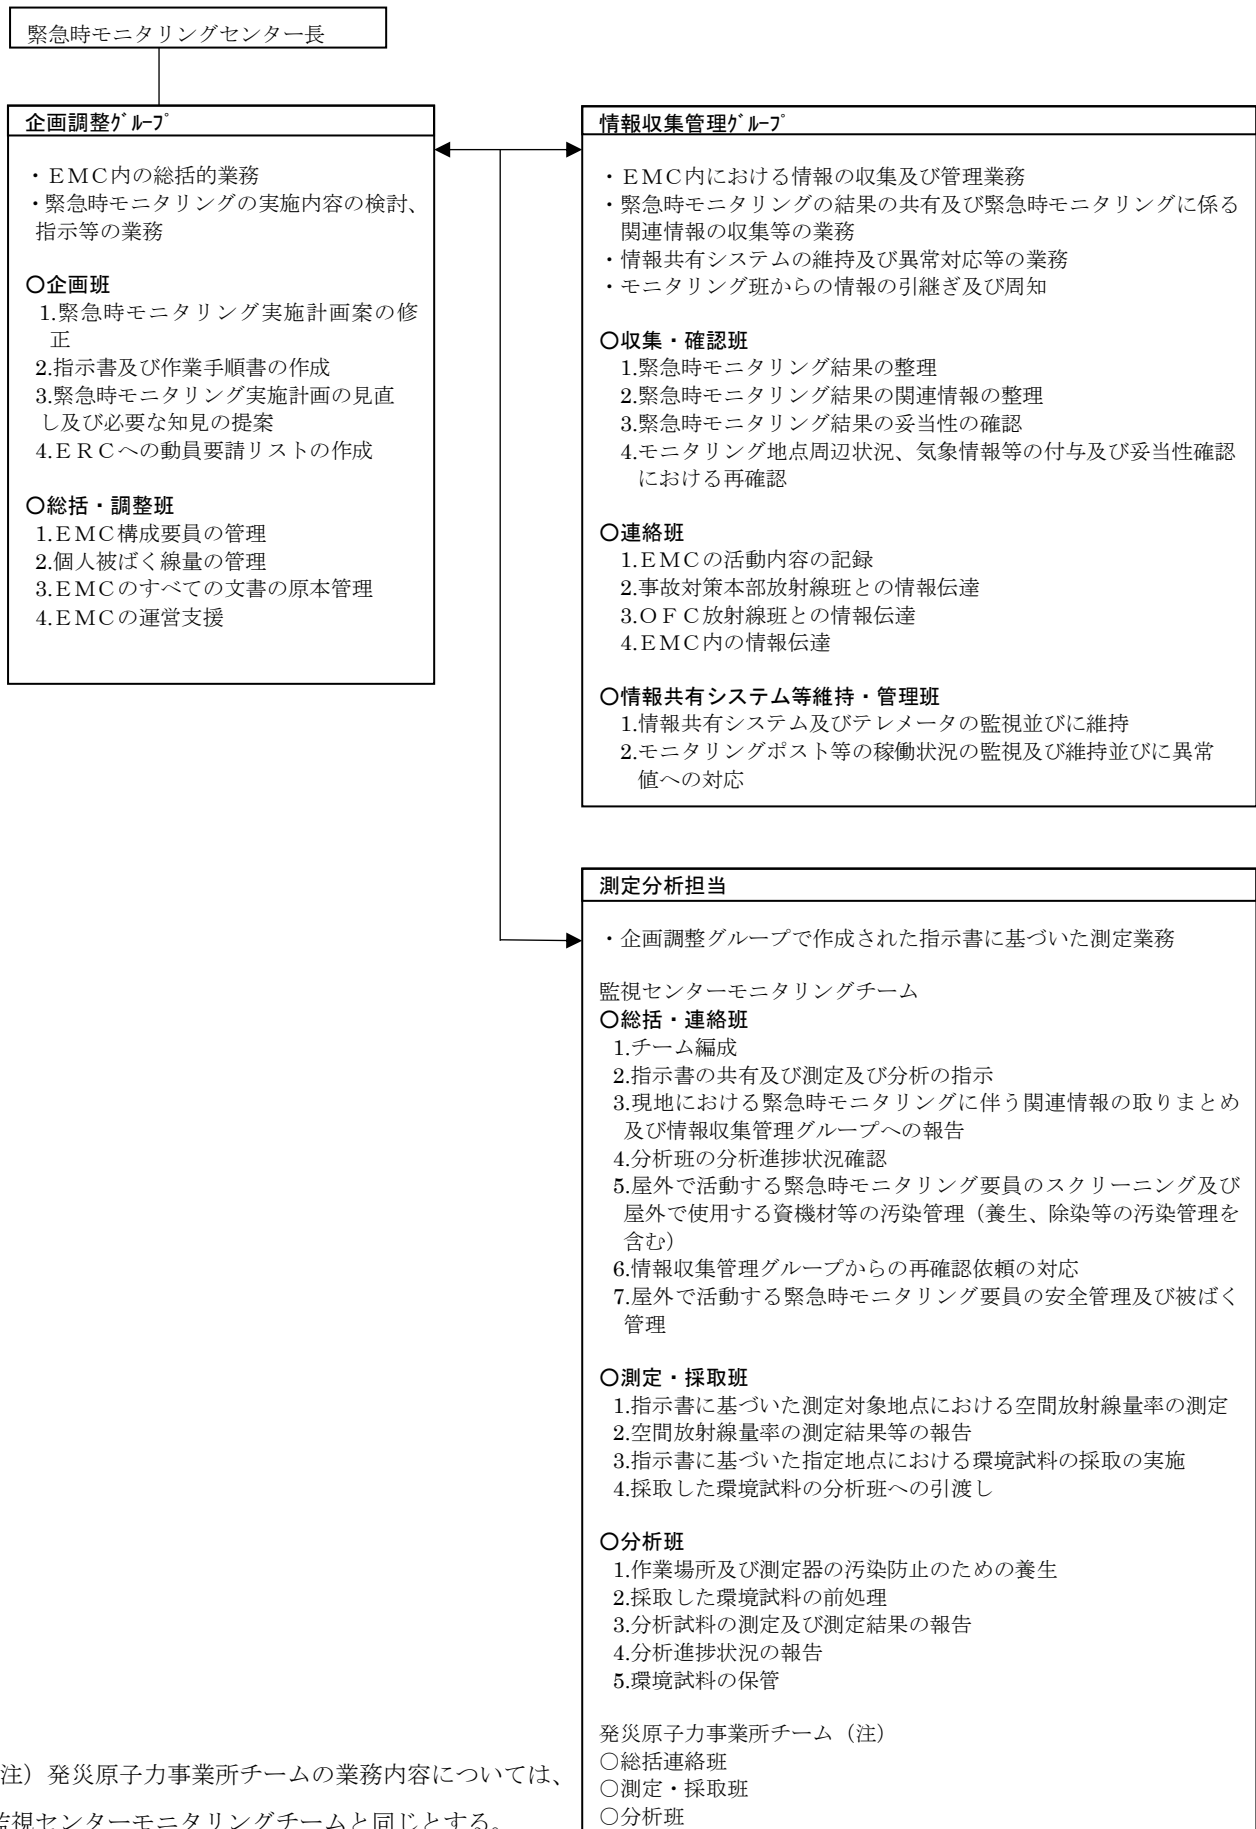 緊急時モニタリングセンター長
企画調整ｸﾞﾙｰﾌﾟ
・ＥＭＣ内の総括的業務
・緊急時モニタリングの実施内容の検討、
指示等の業務
○企画班
1.緊急時モニタリング実施計画案の修
正
2.指示書及び作業手順書の作成
3.緊急時モニタリング実施計画の見直
し及び必要な知見の提案
4.ＥＲＣへの動員要請リストの作成
○総括・調整班
1.ＥＭＣ構成要員の管理
2.個人被ばく線量の管理
3.ＥＭＣのすべての文書の原本管理
4.ＥＭＣの運営支援
情報収集管理ｸﾞﾙｰﾌﾟ
・ＥＭＣ内における情報の収集及び管理業務
・緊急時モニタリングの結果の共有及び緊急時モニタリングに係る
関連情報の収集等の業務
・情報共有システムの維持及び異常対応等の業務
・モニタリング班からの情報の引継ぎ及び周知
○収集・確認班
1.緊急時モニタリング結果の整理
2.緊急時モニタリング結果の関連情報の整理
3.緊急時モニタリング結果の妥当性の確認
4.モニタリング地点周辺状況、気象情報等の付与及び妥当性確認
における再確認
○連絡班
1.ＥＭＣの活動内容の記録
2.事故対策本部放射線班との情報伝達
3.ＯＦＣ放射線班との情報伝達
4.ＥＭＣ内の情報伝達
○情報共有システム等維持・管理班
1.情報共有システム及びテレメータの監視並びに維持
2.モニタリングポスト等の稼働状況の監視及び維持並びに異常
値への対応
測定分析担当
・企画調整グループで作成された指示書に基づいた測定業務
監視センターモニタリングチーム
○総括・連絡班
1.チーム編成
2.指示書の共有及び測定及び分析の指示
3.現地における緊急時モニタリングに伴う関連情報の取りまとめ
及び情報収集管理グループへの報告
4.分析班の分析進捗状況確認
5.屋外で活動する緊急時モニタリング要員のスクリーニング及び
屋外で使用する資機材等の汚染管理（養生、除染等の汚染管理を
含む）
6.情報収集管理グループからの再確認依頼の対応
7.屋外で活動する緊急時モニタリング要員の安全管理及び被ばく
管理
○測定・採取班
1.指示書に基づいた測定対象地点における空間放射線量率の測定
2.空間放射線量率の測定結果等の報告
3.指示書に基づいた指定地点における環境試料の採取の実施
4.採取した環境試料の分析班への引渡し
○分析班
1.作業場所及び測定器の汚染防止のための養生
2.採取した環境試料の前処理
3.分析試料の測定及び測定結果の報告
4.分析進捗状況の報告
5.環境試料の保管
発災原子力事業所チーム（注）
○総括連絡班
○測定・採取班
○分析班
注）発災原子力事業所チームの業務内容については、
監視センターモニタリングチームと同じとする。